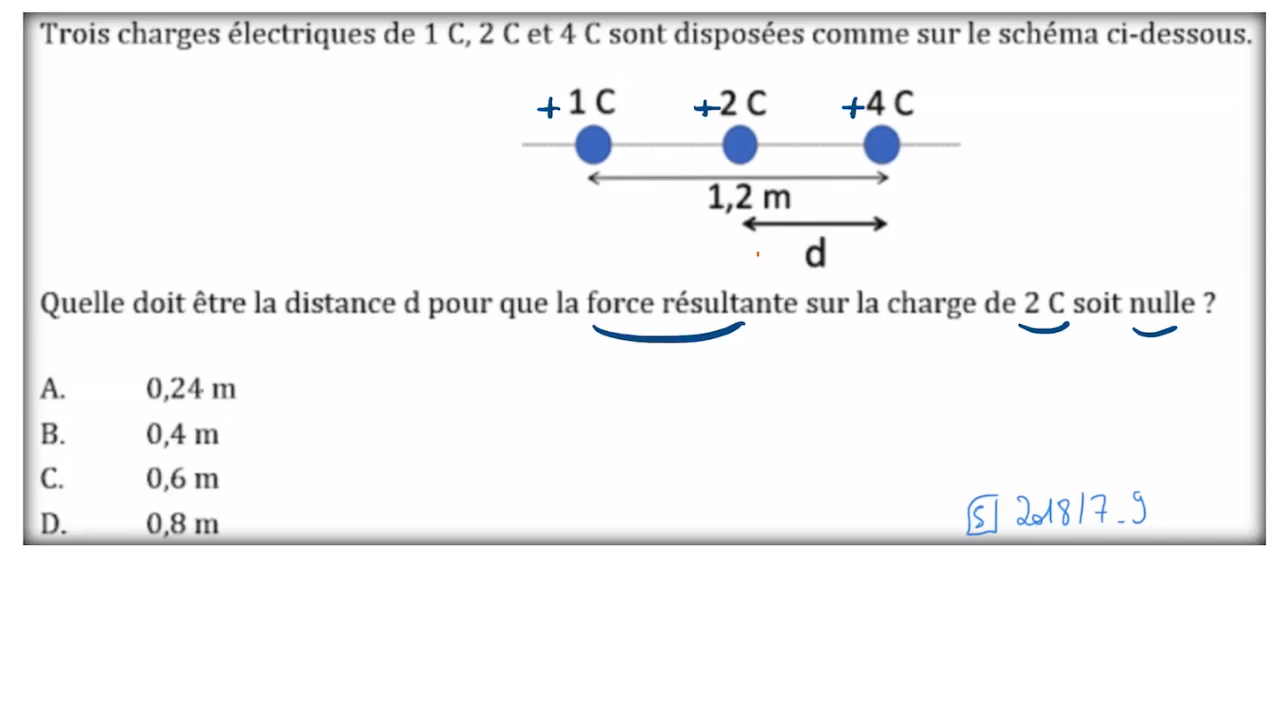 Trois charges électriques de 1 C, 2 C et 4 C sont disposées comme sur le schéma ci-dessous.
+1 C +2 C +4 C
1,2 m
d
Quelle doit être la distance d pour que la force résultante sur la charge de 2 C soit nulle ?
A. 0,24 m
B. 0,4 m
C. 0,6 m
D. 0,8 m
S 2018/7_9